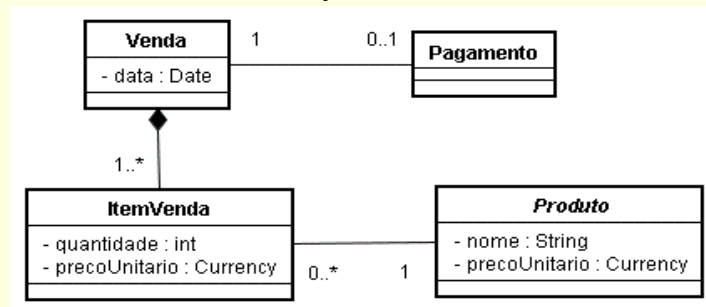 Venda
1
0..1
Pagamento
- data : Date
1..*
ItemVenda
Produto
- quantidade : int
- nome : String
- precoUnitario : Currency
0..*
1
- precoUnitario : Currency